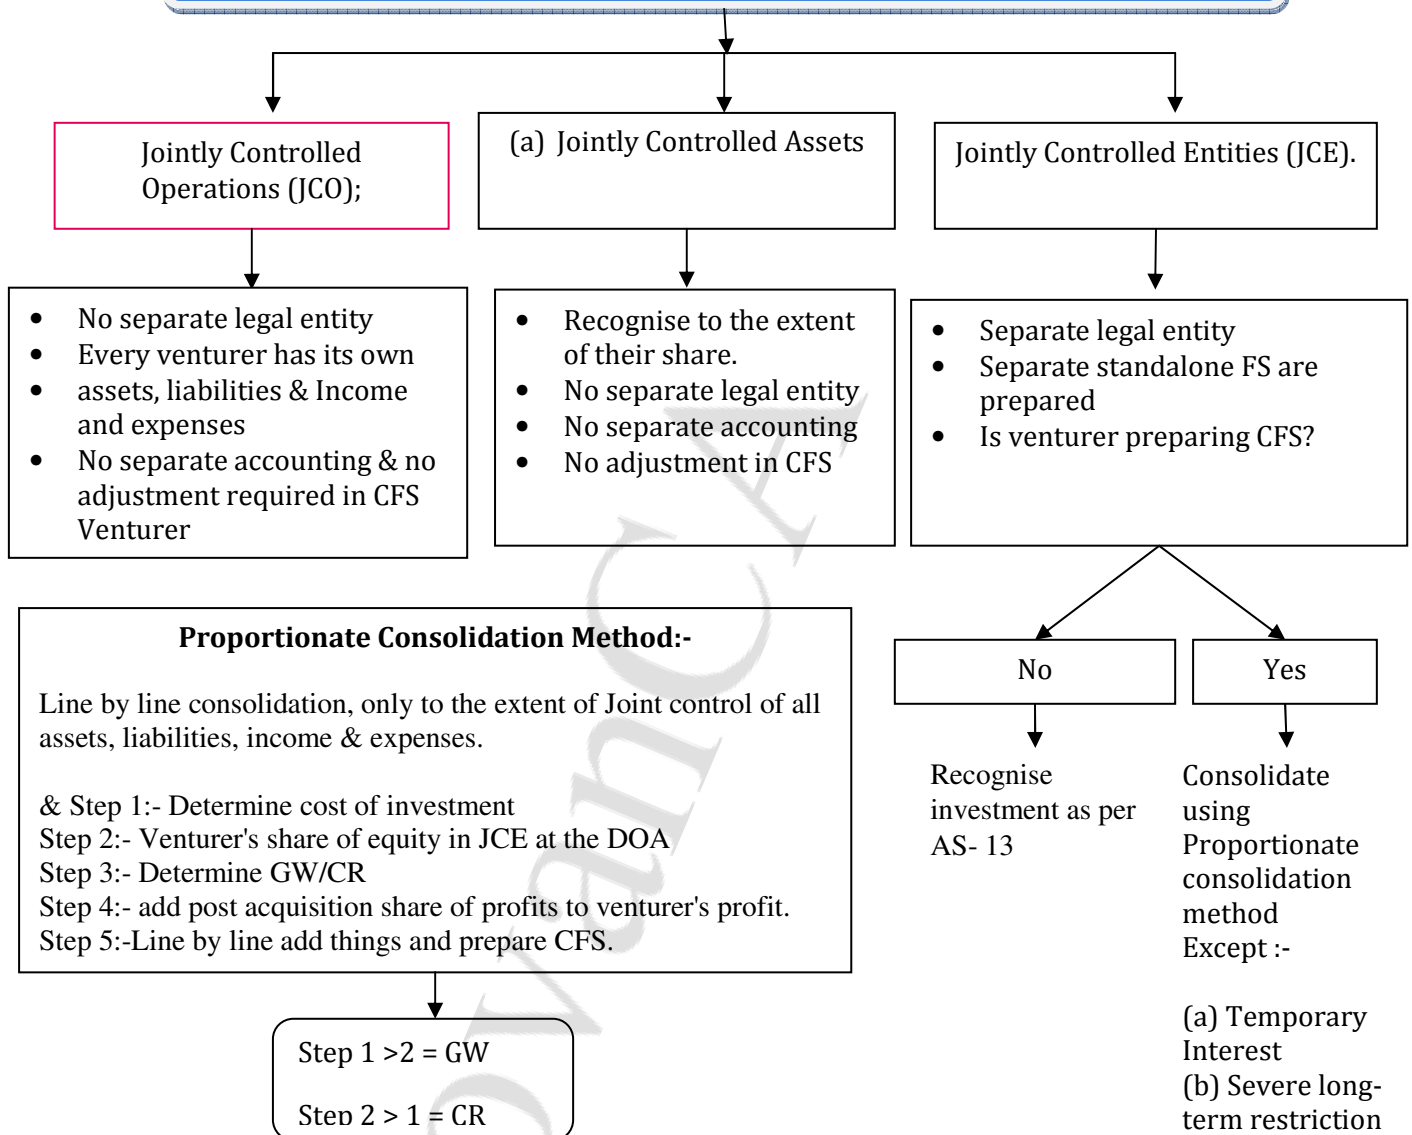 Jointly Controlled
Operations (JCO);
(a) Jointly Controlled Assets
Jointly Controlled Entities (JCE).
• No separate legal entity
• Every venturer has its own
• assets, liabilities & Income
and expenses
• No separate accounting & no
adjustment required in CFS
Venturer
• Recognise to the extent
of their share.
• No separate legal entity
• No separate accounting
• No adjustment in CFS
• Separate legal entity
• Separate standalone FS are
prepared
• Is venturer preparing CFS?
Proportionate Consolidation Method:-
Line by line consolidation, only to the extent of Joint control of all
assets, liabilities, income & expenses.
& Step 1:- Determine cost of investment
Step 2:- Venturer's share of equity in JCE at the DOA
Step 3:- Determine GW/CR
Step 4:- add post acquisition share of profits to venturer's profit.
Step 5:-Line by line add things and prepare CFS.
Step 1 >2 = GW
Step 2 > 1 = CR
No
Recognise
investment as per
AS- 13
Yes
Consolidate
using
Proportionate
consolidation
method
Except :-
(a) Temporary
Interest
(b) Severe long-
term restriction